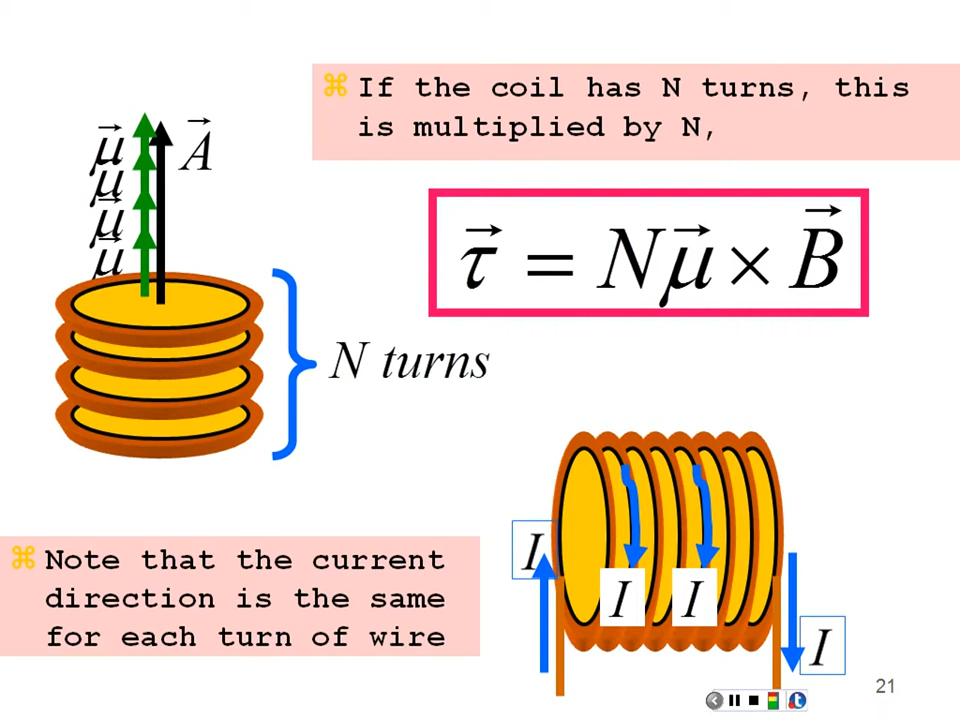 ⌘ If the coil has N turns, this
is multiplied by N,
μ⃗
μ⃗
μ⃗
μ⃗
A⃗
τ⃗ = Nμ⃗ × B⃗
N turns
⌘ Note that the current
direction is the same
for each turn of wire
I
I
I
I
21